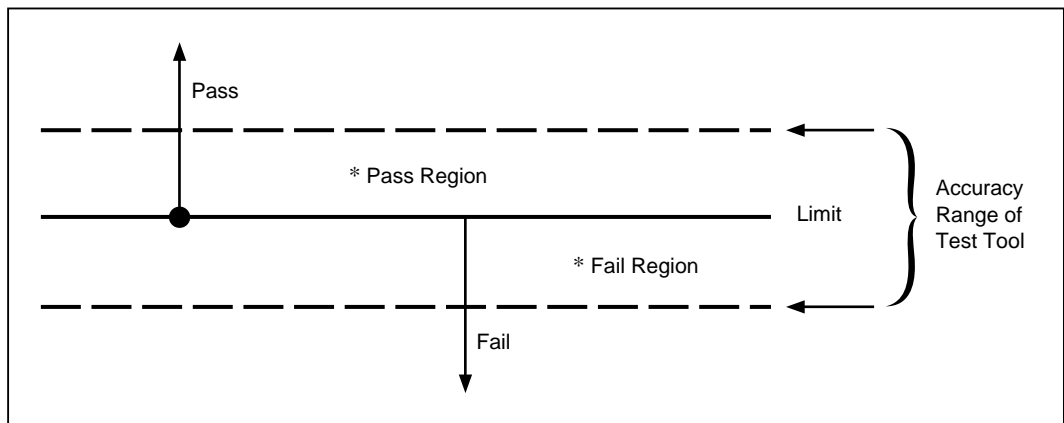 Pass
* Pass Region
Limit
Accuracy
Range of
Test Tool
* Fail Region
Fail